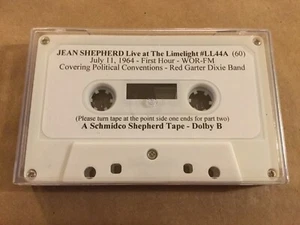 JEAN SHEPHERD Live at The Limelight #LL44A (60)
July 11, 1964 - First Hour - WOR-FM
Covering Political Conventions - Red Garter Dixie Band
(Please turn tape at the point side one ends for part two)
A Schmidco Shepherd Tape - Dolby B